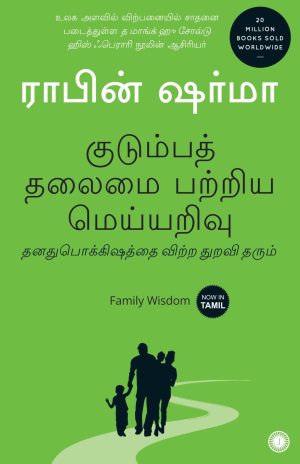 உலக அளவில் விற்பனையில் சாதனை
படைத்துள்ள த மாங்க் ஹு சோல்டு
ஹிஸ் ஃபெராரி நூலின் ஆசிரியர்
20
MILLION
BOOKS SOLD
WORLDWIDE
ராபின் ஷர்மா
குடும்பத்
தலைமை பற்றிய
மெய்யறிவு
தனதுபொக்கிஷத்தை விற்ற துறவி தரும்
Family Wisdom
NOW IN
TAMIL